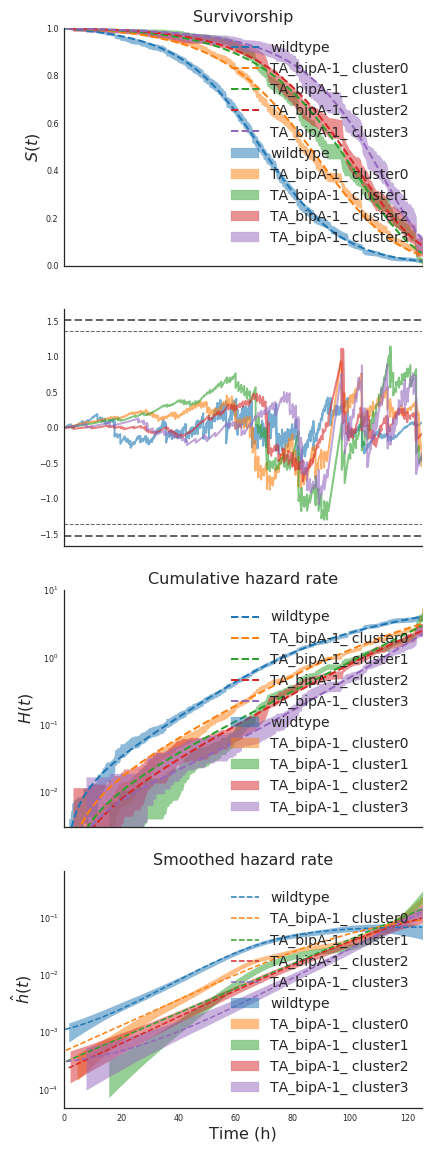 Survivorship
1.0
0.8
0.6
0.4
0.2
0.0
S(t)
wildtype
TA_bipA-1_ cluster0
TA_bipA-1_ cluster1
TA_bipA-1_ cluster2
TA_bipA-1_ cluster3
wildtype
TA_bipA-1_ cluster0
TA_bipA-1_ cluster1
TA_bipA-1_ cluster2
TA_bipA-1_ cluster3
1.5
1.0
0.5
0.0
−0.5
−1.0
−1.5
Cumulative hazard rate
10¹
10⁰
10⁻¹
10⁻²
H(t)
wildtype
TA_bipA-1_ cluster0
TA_bipA-1_ cluster1
TA_bipA-1_ cluster2
TA_bipA-1_ cluster3
wildtype
TA_bipA-1_ cluster0
TA_bipA-1_ cluster1
TA_bipA-1_ cluster2
TA_bipA-1_ cluster3
Smoothed hazard rate
10⁻¹
10⁻²
10⁻³
10⁻⁴
ĥ(t)
wildtype
TA_bipA-1_ cluster0
TA_bipA-1_ cluster1
TA_bipA-1_ cluster2
TA_bipA-1_ cluster3
wildtype
TA_bipA-1_ cluster0
TA_bipA-1_ cluster1
TA_bipA-1_ cluster2
TA_bipA-1_ cluster3
0 20 40 60 80 100 120
Time (h)